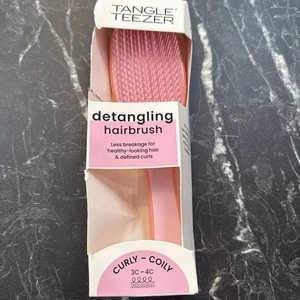 TANGLE
TEEZER®
detangling
hairbrush
Less breakage for
healthy-looking hair
& defined curls
CURLY – COILY
3C – 4C